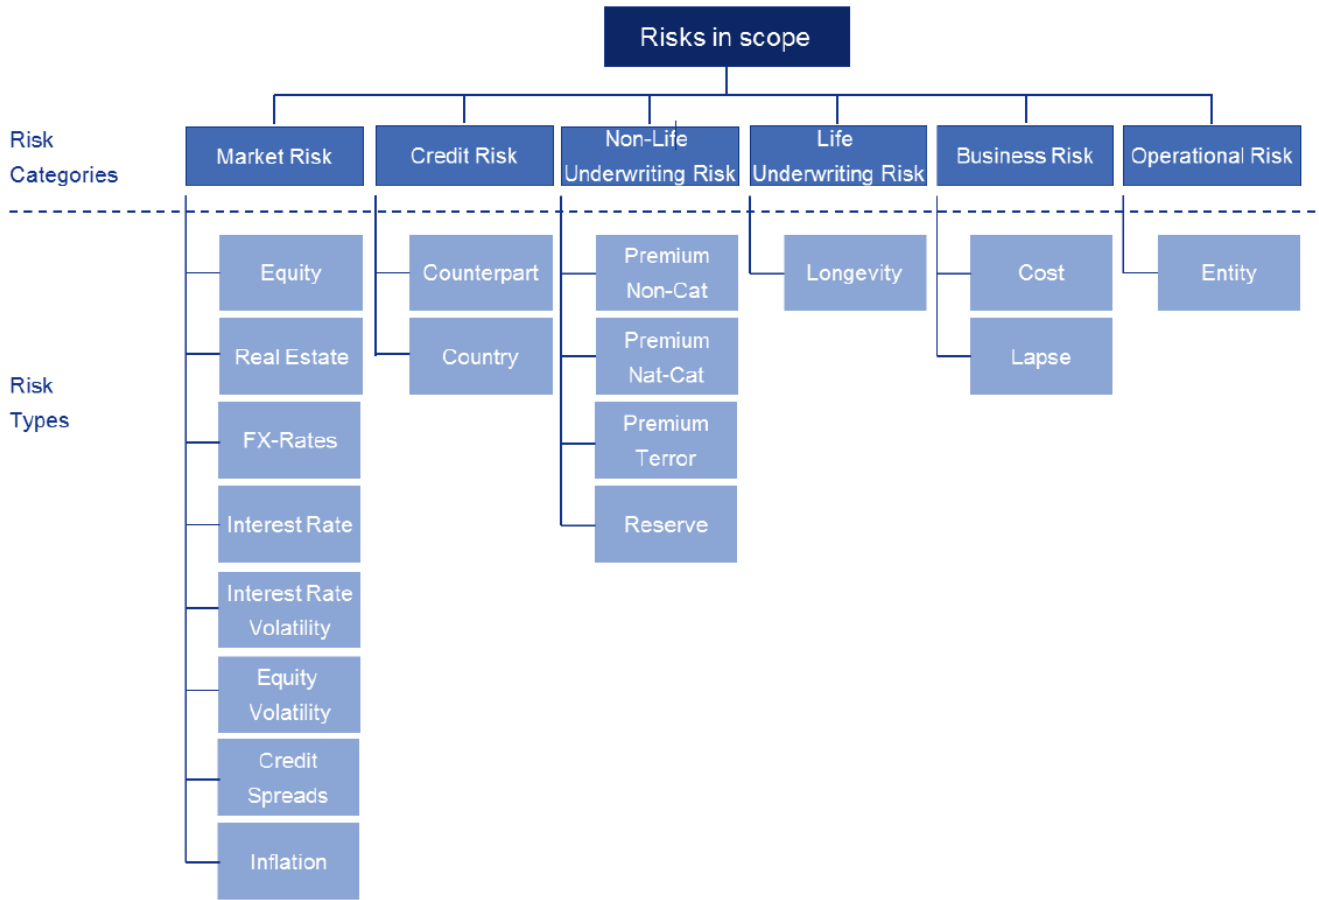 Risks in scope
Risk
Categories
Market Risk
Credit Risk
Non-Life
Underwriting Risk
Life
Underwriting Risk
Business Risk
Operational Risk
Risk
Types
Equity
Real Estate
FX-Rates
Interest Rate
Interest Rate
Volatility
Equity
Volatility
Credit
Spreads
Inflation
Counterpart
Country
Premium
Non-Cat
Premium
Nat-Cat
Premium
Terror
Reserve
Longevity
Cost
Lapse
Entity